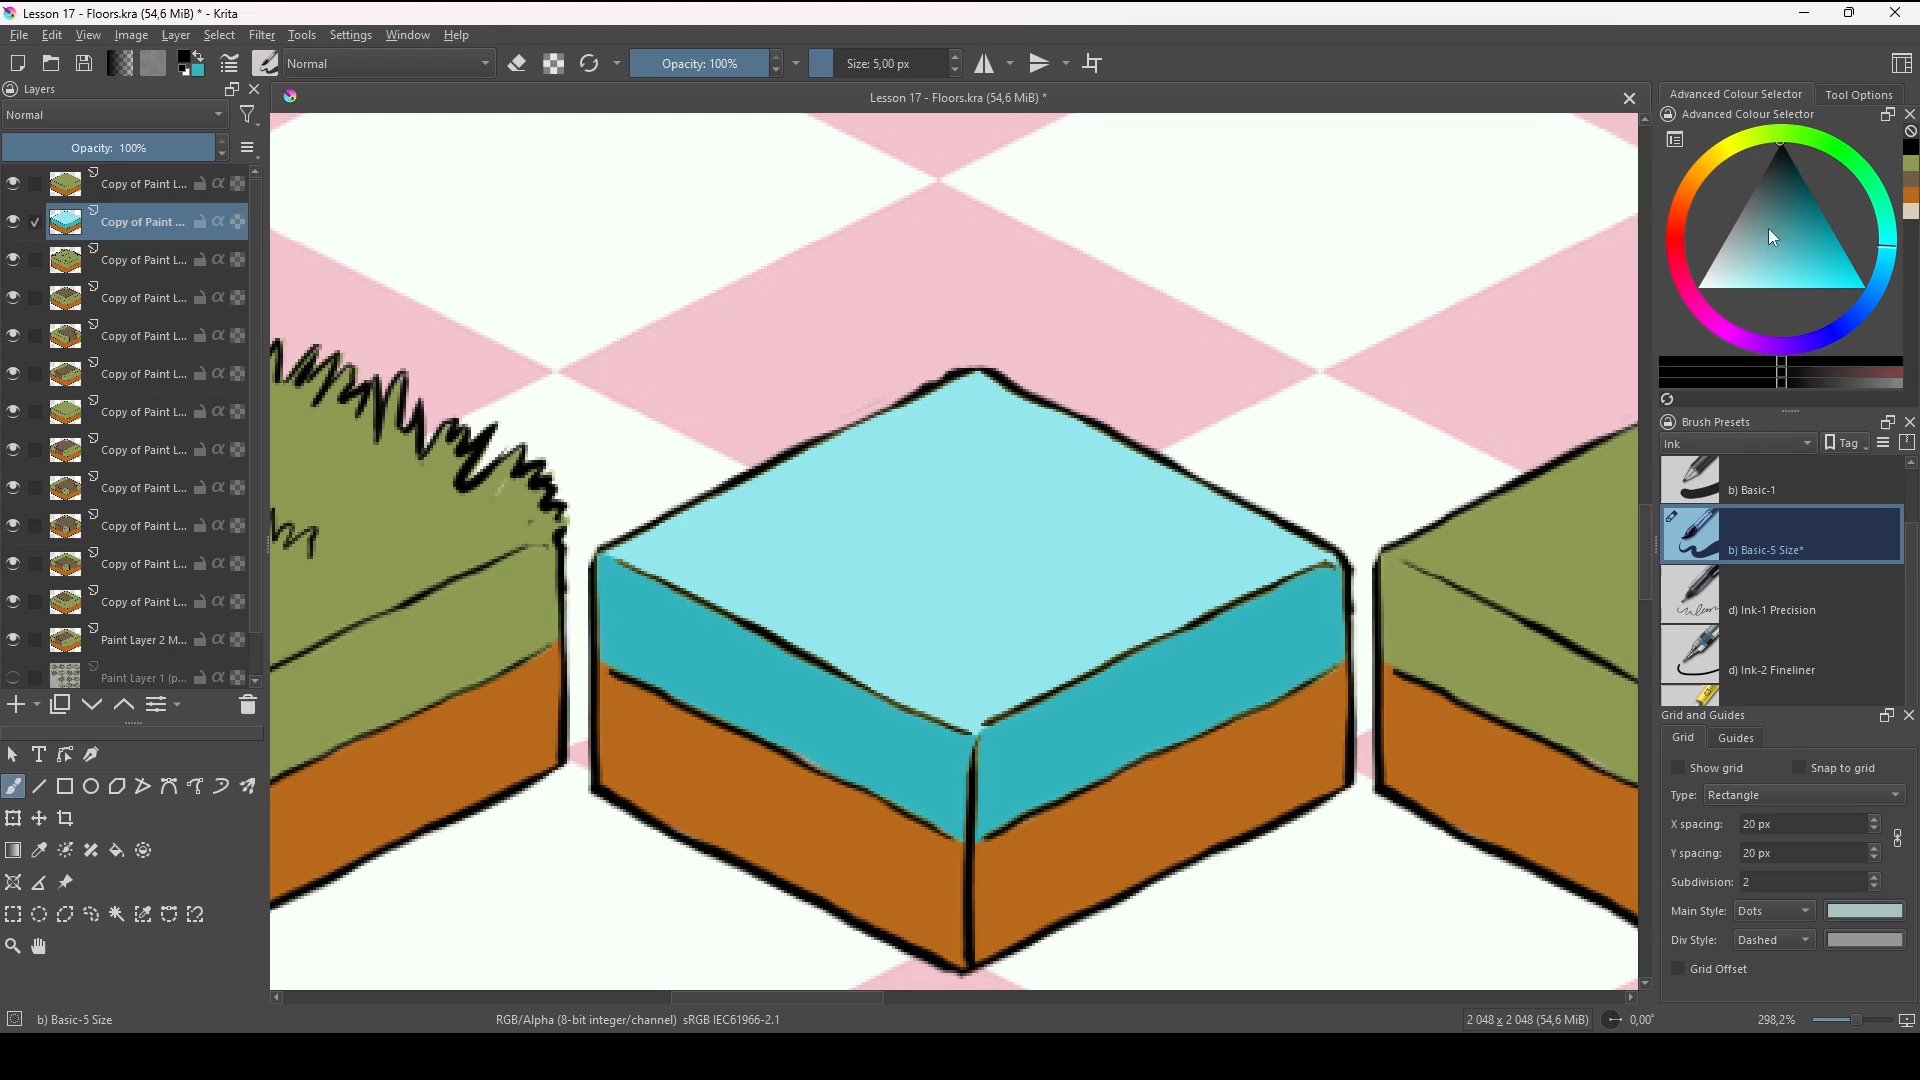 Lesson 17 - Floors.kra (54,6 MiB) * - Krita
File Edit View Image Layer Select Filter Tools Settings Window Help
Normal
Opacity: 100%
Size: 5,00 px
Layers
Normal
Opacity: 100%
Copy of Paint L...
Copy of Paint ...
Copy of Paint L...
Copy of Paint L...
Copy of Paint L...
Copy of Paint L...
Copy of Paint L...
Copy of Paint L...
Copy of Paint L...
Copy of Paint L...
Copy of Paint L...
Copy of Paint L...
Paint Layer 2 M...
Paint Layer 1 (p...
Lesson 17 - Floors.kra (54,6 MiB) *
Advanced Colour Selector
Tool Options
Advanced Colour Selector
Brush Presets
Ink
Tag
b) Basic-1
b) Basic-5 Size*
d) Ink-1 Precision
d) Ink-2 Fineliner
Grid and Guides
Grid Guides
Show grid Snap to grid
Type: Rectangle
X spacing: 20 px
Y spacing: 20 px
Subdivision: 2
Main Style: Dots
Div Style: Dashed
Grid Offset
b) Basic-5 Size
RGB/Alpha (8-bit integer/channel) sRGB IEC61966-2.1
2 048 x 2 048 (54,6 MiB)
0,00°
298,2%